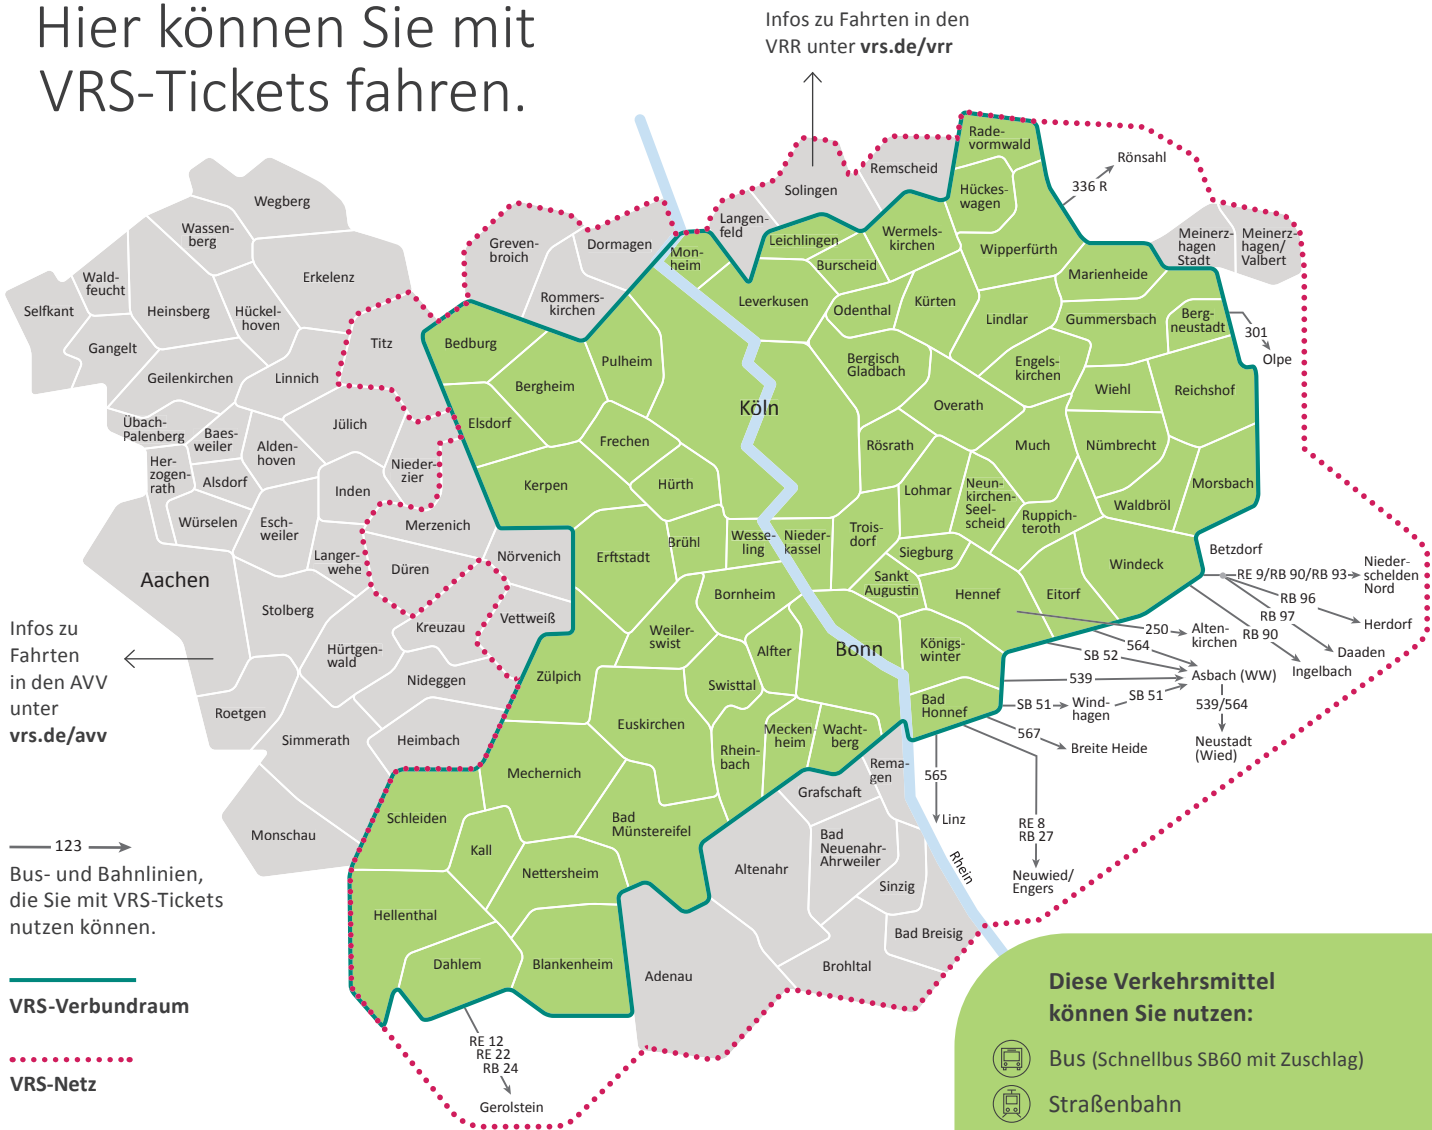 Hier können Sie mit
VRS-Tickets fahren.
Infos zu Fahrten in den
VRR unter vrs.de/vrr
Rade-
vormwald
Rönsahl
336 R
Remscheid
Solingen
Hückes-
wagen
Wegberg
Langen-
feld
Wassen-
berg
Greven-
broich
Dormagen
Leichlingen
Wermels-
kirchen
Meinerz-
hagen
Stadt
Meinerz-
hagen/
Valbert
Mon-
heim
Wipperfürth
Burscheid
Wald-
feucht
Erkelenz
Marienheide
Selfkant
Heinsberg
Hückel-
hoven
Rommers-
kirchen
Leverkusen
Odenthal
Kürten
Lindlar
Gummersbach
Berg-
neustadt
301
Olpe
Gangelt
Titz
Bedburg
Pulheim
Bergisch
Gladbach
Engels-
kirchen
Geilenkirchen
Linnich
Bergheim
Wiehl
Reichshof
Köln
Overath
Übach-
Palenberg
Baes-
weiler
Alden-
hoven
Jülich
Elsdorf
Frechen
Rösrath
Much
Nümbrecht
Her-
zogen-
rath
Alsdorf
Inden
Nieder-
zier
Kerpen
Hürth
Lohmar
Neun-
kirchen-
Seel-
scheid
Morsbach
Waldbröl
Würselen
Esch-
weiler
Merzenich
Ruppich-
teroth
Brühl
Wesse-
ling
Nieder-
kassel
Trois-
dorf
Siegburg
Langer-
wehe
Düren
Nörvenich
Erftstadt
Windeck
Betzdorf
Aachen
Sankt
Augustin
Hennef
Eitorf
RE 9/RB 90/RB 93
Nieder-
schelden
Nord
Stolberg
Bornheim
RB 96
Herdorf
RB 97
Daaden
RB 90
Ingelbach
Vettweiß
Kreuzau
Weiler-
swist
Alfter
Bonn
Königs-
winter
250
Alten-
kirchen
564
SB 52
Asbach (WW)
Infos zu
Fahrten
in den AVV
unter
vrs.de/avv
Hürtgen-
wald
Nideggen
Zülpich
Swisttal
539
SB 51
Wind-
hagen
SB 51
539/564
Roetgen
Simmerath
Heimbach
Euskirchen
Bad
Honnef
567
Breite Heide
Neustadt
(Wied)
Mecken-
heim
Wacht-
berg
Rhein-
bach
Mechernich
Rema-
gen
565
Grafschaft
Linz
RE 8
RB 27
Neuwied/
Engers
Monschau
Schleiden
Bad
Münstereifel
Bad
Neuenahr-
Ahrweiler
Kall
Altenahr
Nettersheim
Sinzig
Rhein
123
Bus- und Bahnlinien,
die Sie mit VRS-Tickets
nutzen können.
Hellenthal
Bad Breisig
Dahlem
Blankenheim
Adenau
Brohltal
VRS-Verbundraum
VRS-Netz
RE 12
RE 22
RB 24
Gerolstein
Diese Verkehrsmittel
können Sie nutzen:
Bus (Schnellbus SB60 mit Zuschlag)
Straßenbahn